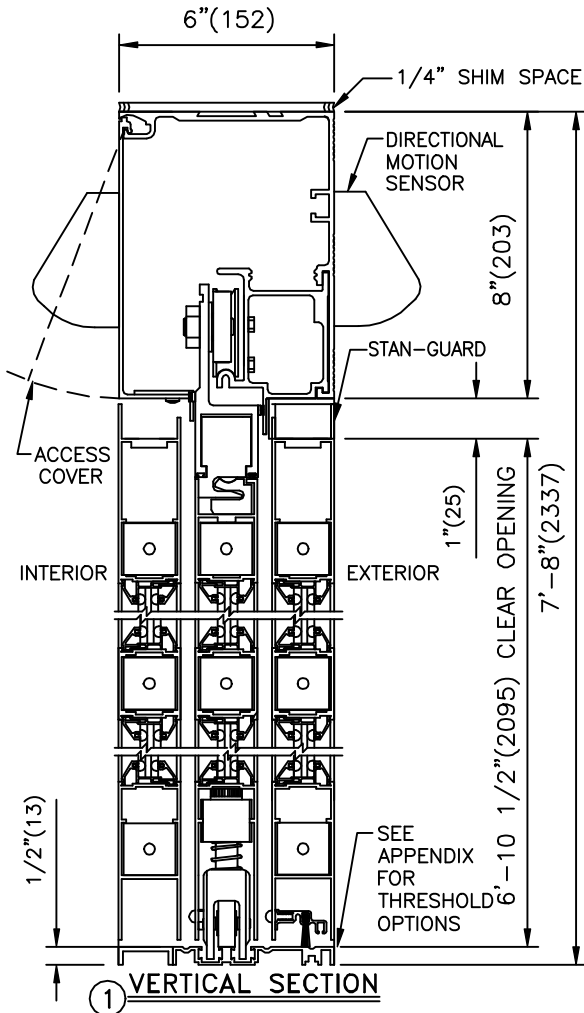 6"(152)
1/4" SHIM SPACE
DIRECTIONAL
MOTION
SENSOR
8"(203)
STAN-GUARD
ACCESS
COVER
1"(25)
6'-10 1/2"(2095) CLEAR OPENING
7'-8"(2337)
INTERIOR
EXTERIOR
1/2"(13)
SEE
APPENDIX
FOR
THRESHOLD
OPTIONS
1 VERTICAL SECTION